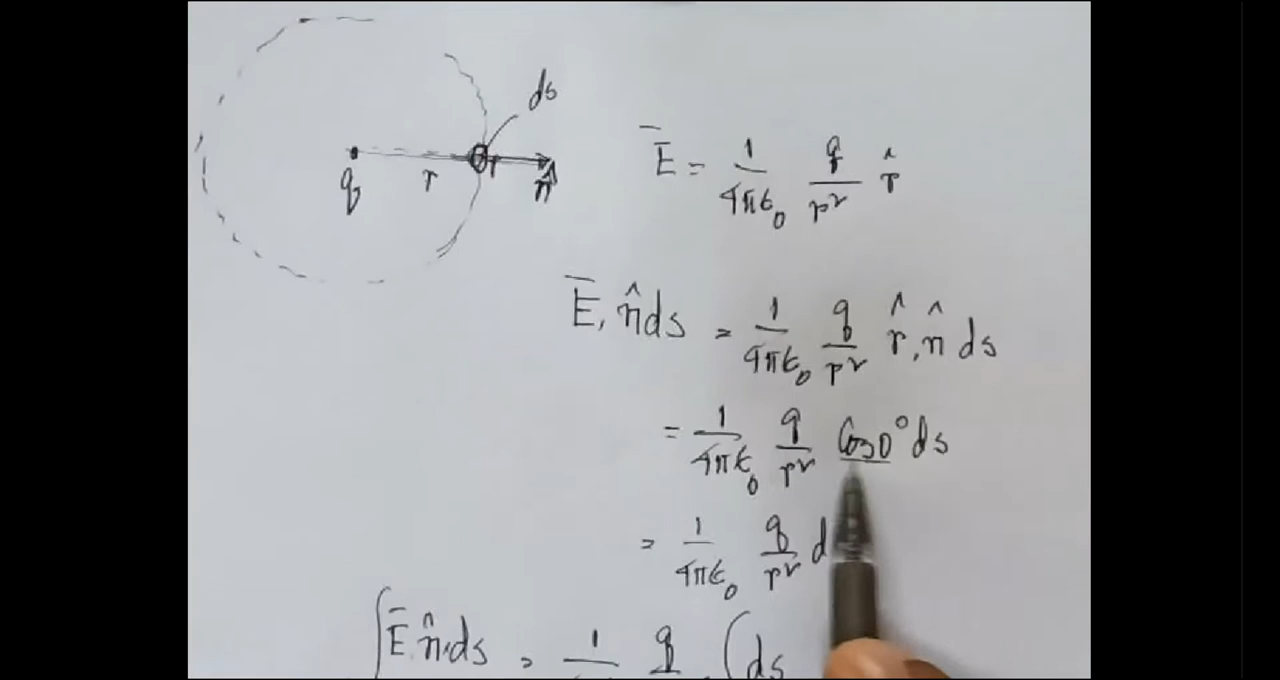 ds
q r n̂
E̅ = 1/4πϵ₀ q/r² r̂
E̅ . n̂ ds = 1/4πϵ₀ q/r² r̂ . n̂ ds
= 1/4πϵ₀ q/r² Cos0° ds
= 1/4πϵ₀ q/r² d
∫ E̅ . n̂ ds = 1 q ∫ ds